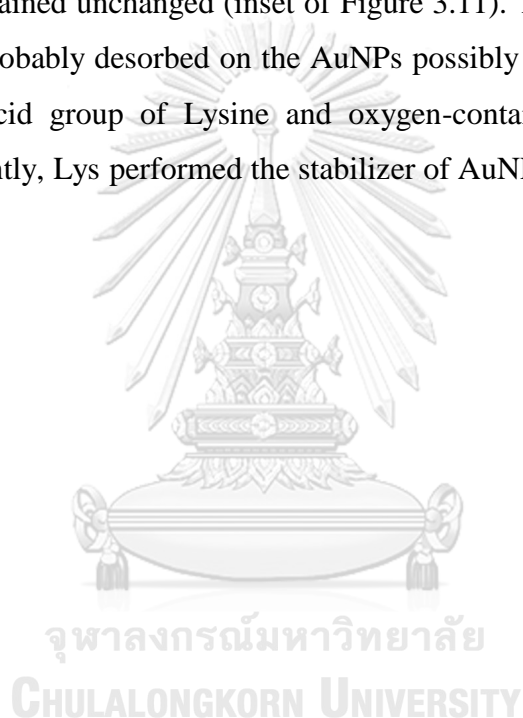 ained unchanged (inset of Figure 3.11).
obably desorbed on the AuNPs possibly
cid group of Lysine and oxygen-conta
ntly, Lys performed the stabilizer of AuN
จุฬาลงกรณ์มหาวิทยาลัย
CHULALONGKORN UNIVERSITY